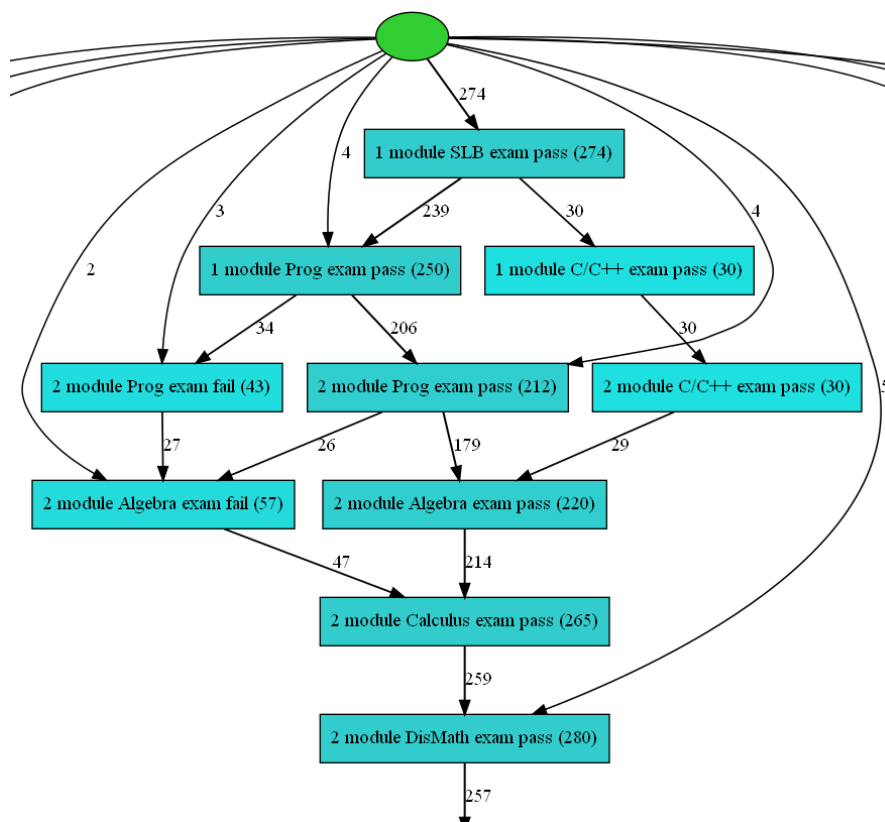 274
1 module SLB exam pass (274)
4
239
30
3
4
1 module Prog exam pass (250)
1 module C/C++ exam pass (30)
2
34
206
30
2 module Prog exam fail (43)
2 module Prog exam pass (212)
2 module C/C++ exam pass (30)
5
27
26
179
29
2 module Algebra exam fail (57)
2 module Algebra exam pass (220)
47
214
2 module Calculus exam pass (265)
259
2 module DisMath exam pass (280)
257